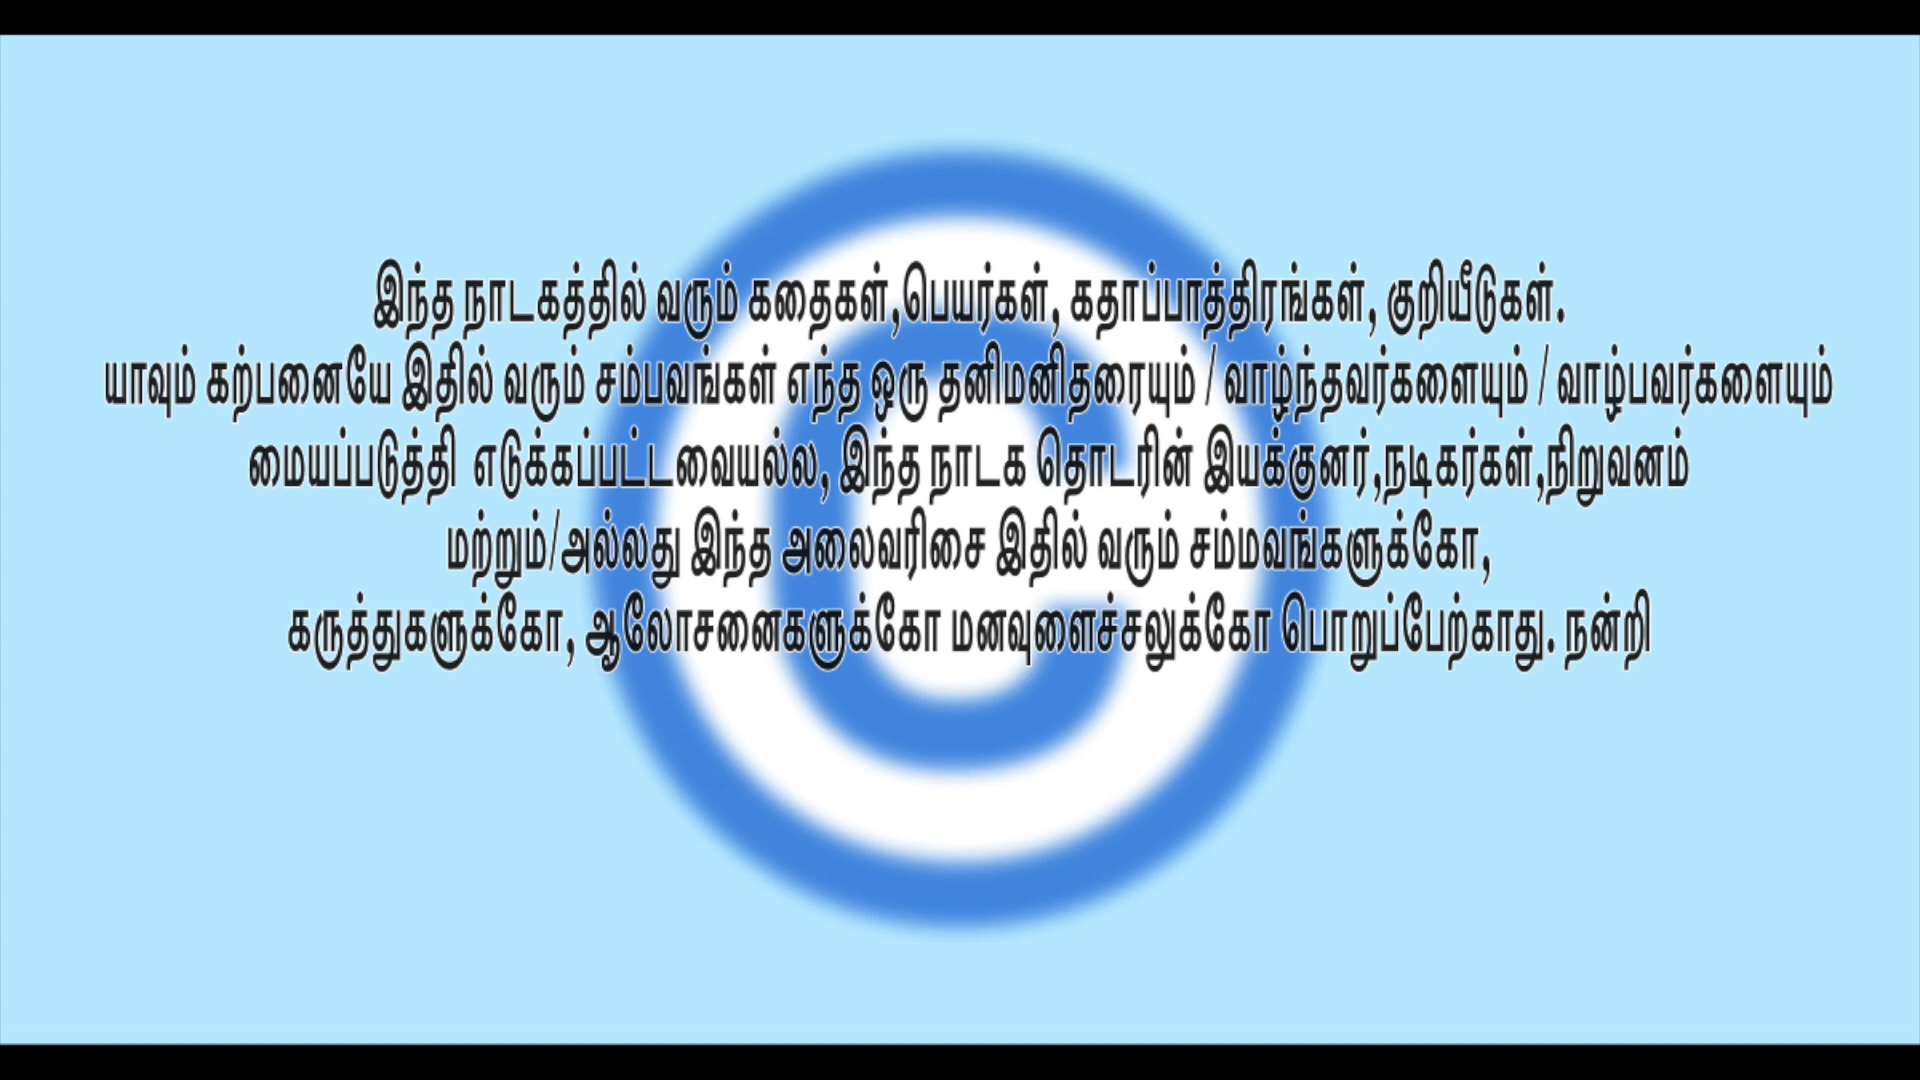 இந்த நாடகத்தில் வரும் கதைகள்,பெயர்கள், கதாப்பாத்திரங்கள், குறியீடுகள்.
யாவும் கற்பனையே இதில் வரும் சம்பவங்கள் எந்த ஒரு தனிமனிதரையும் / வாழ்ந்தவர்களையும் / வாழ்பவர்களையும்
மையப்படுத்தி எடுக்கப்பட்டவையல்ல, இந்த நாடக தொடரின் இயக்குனர்,நடிகர்கள்,நிறுவனம்
மற்றும்/அல்லது இந்த அலைவரிசை இதில் வரும் சம்மவங்களுக்கோ,
கருத்துகளுக்கோ, ஆலோசனைகளுக்கோ மனவுளைச்சலுக்கோ பொறுப்பேற்காது. நன்றி